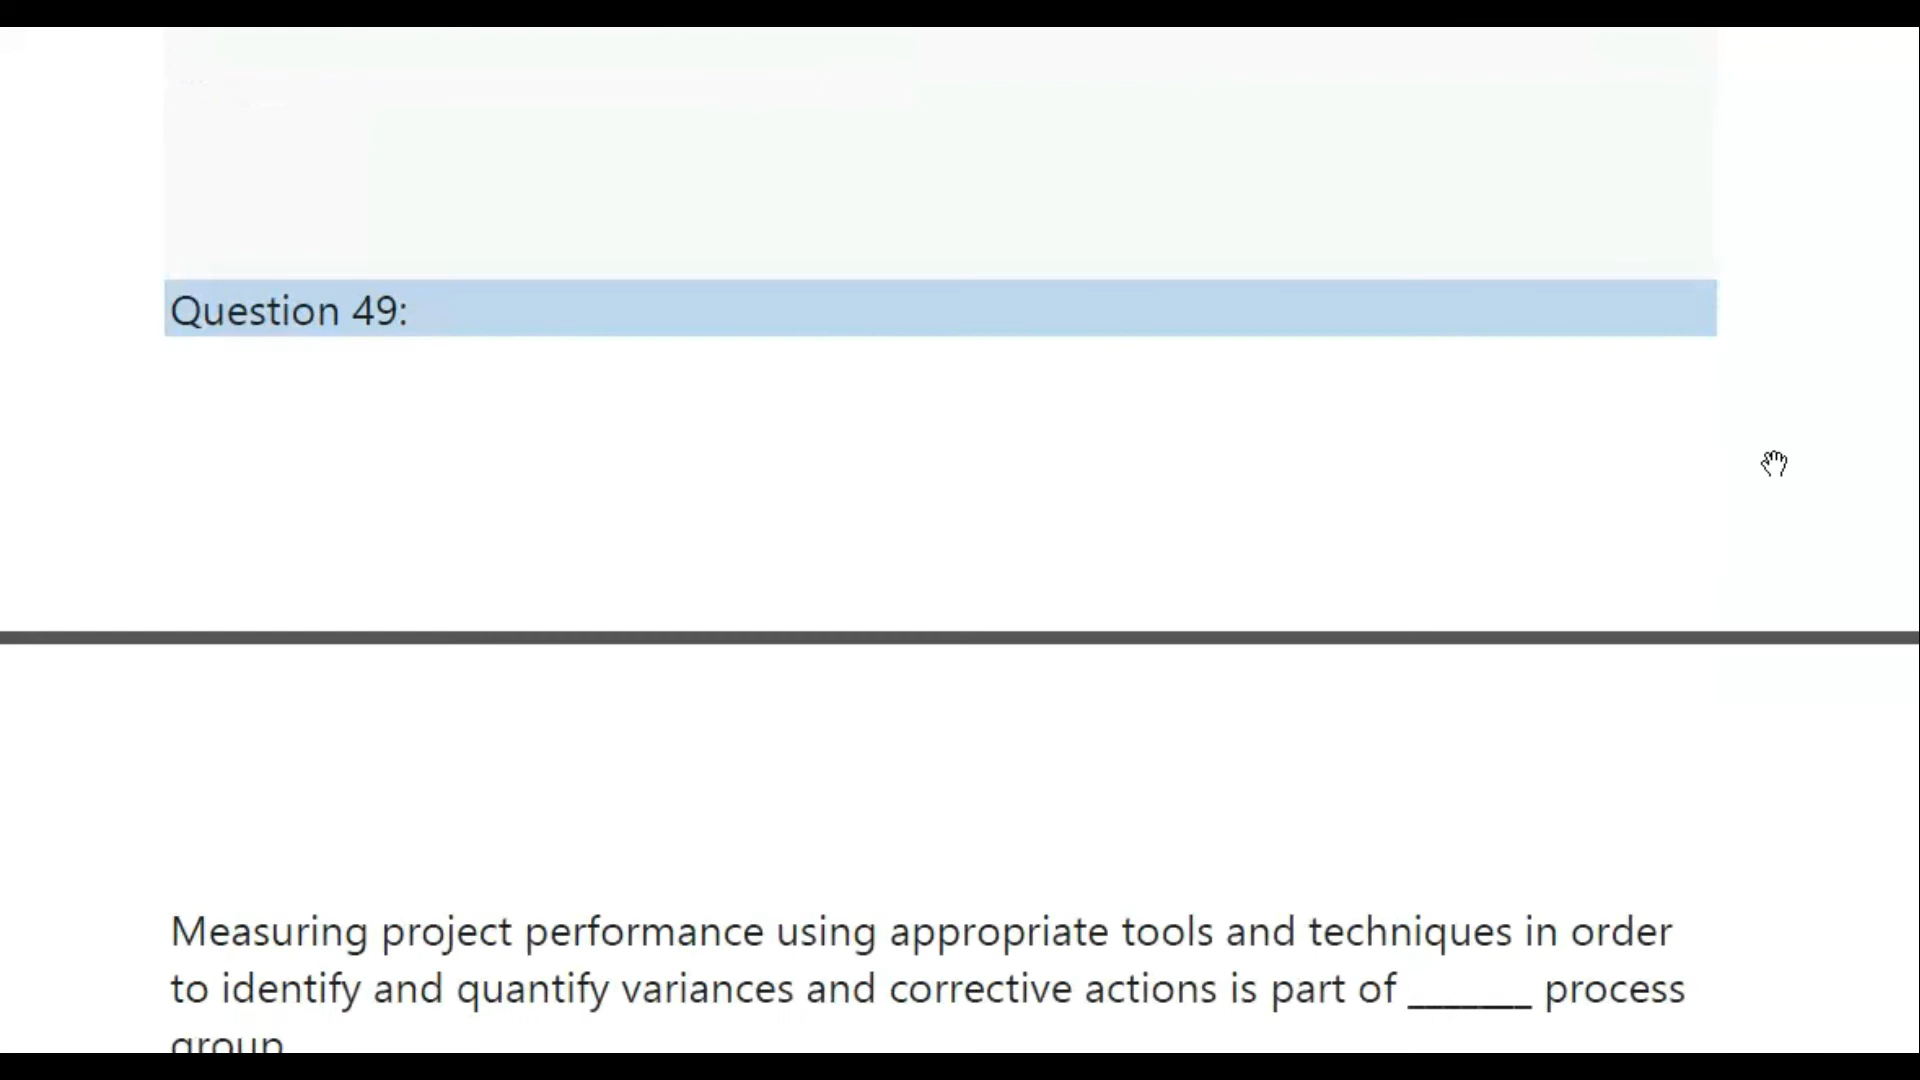 Question 49:
Measuring project performance using appropriate tools and techniques in order
to identify and quantify variances and corrective actions is part of _______ process
group